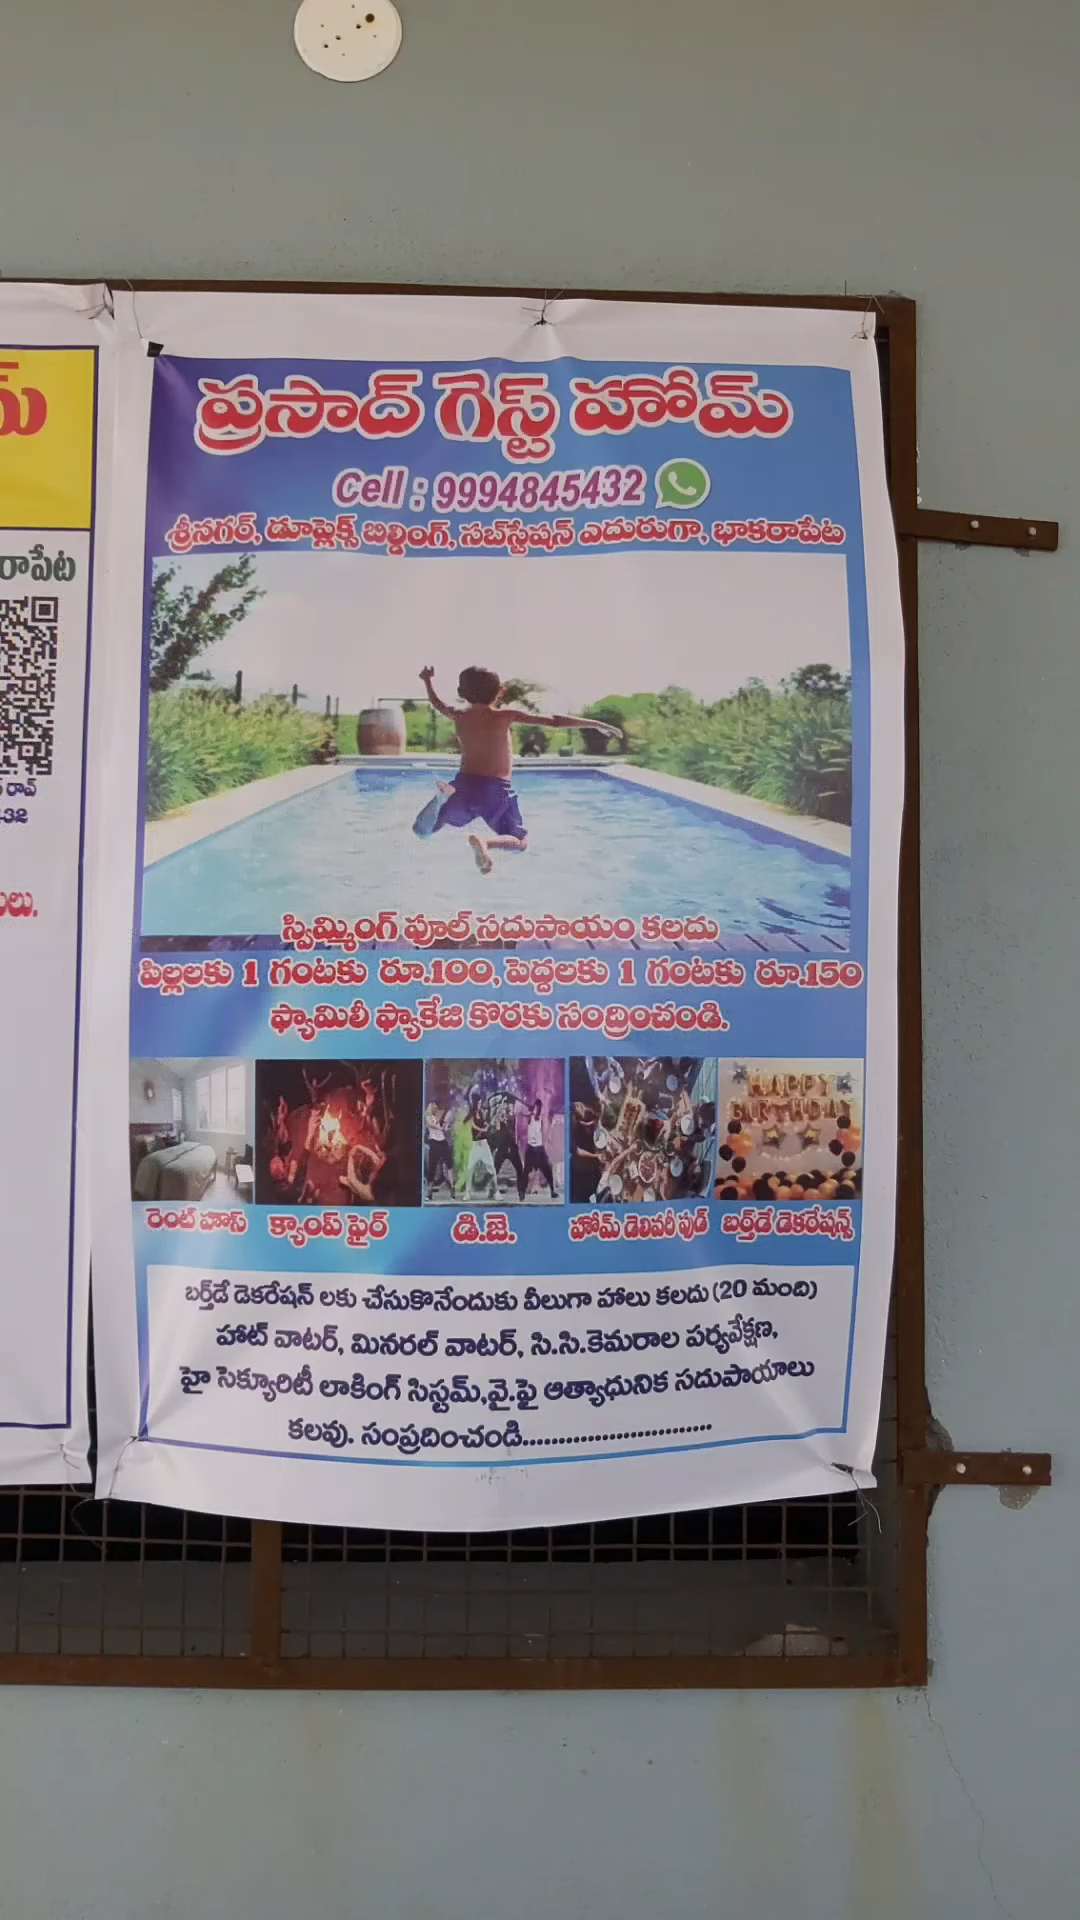 మ్
రాపేట
రావ్
432
లు.
ప్రసాద్ గెస్ట్ హోమ్
Cell : 9994845432
శ్రీనగర్, డూప్లెక్స్ బిల్డింగ్, సబ్‌స్టేషన్ ఎదురుగా, భాకరాపేట
స్విమ్మింగ్ పూల్ సదుపాయం కలదు
పిల్లలకు 1 గంటకు రూ.100, పెద్దలకు 1 గంటకు రూ.150
ఫ్యామిలీ ఫ్యాకేజి కొరకు సంద్రించండి.
HAPPY
BIRTHDAY
రెంట్ హౌస్ క్యాంప్ ఫైర్ డి.జె. హోమ్ డెలివరీ ఫుడ్ బర్త్‌డే డెకరేషన్స్
బర్త్‌డే డెకరేషన్ లకు చేసుకొనేందుకు వీలుగా హాలు కలదు (20 మంది)
హాట్ వాటర్, మినరల్ వాటర్, సి.సి.కెమరాల పర్యవేక్షణ,
హై సెక్యూరిటీ లాకింగ్ సిస్టమ్,వై.ఫై ఆత్యాధునిక సదుపాయాలు
కలవు. సంప్రదించండి...........................